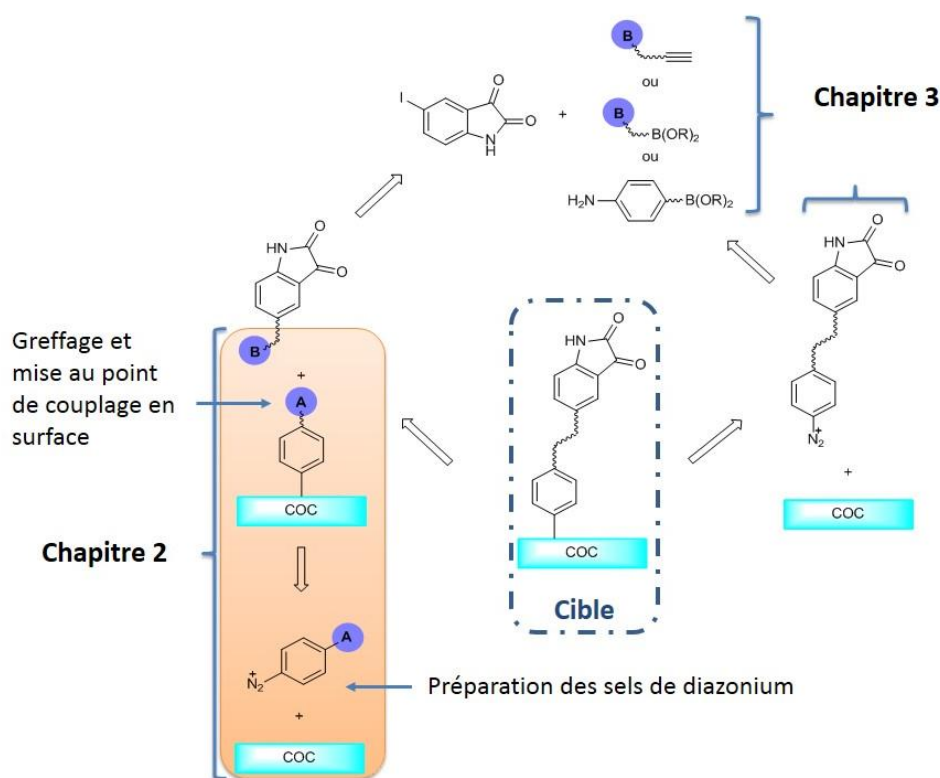 B
ou
Chapitre 3
I
O
O
NH
+
B
B(OR)2
ou
H2N
B(OR)2
HN
O
O
B
Greffage et
mise au point
de couplage en
surface
+
A
COC
Chapitre 2
A
+
N2
+
COC
Préparation des sels de diazonium
HN
O
O
COC
Cible
HN
O
O
+
N2
+
COC